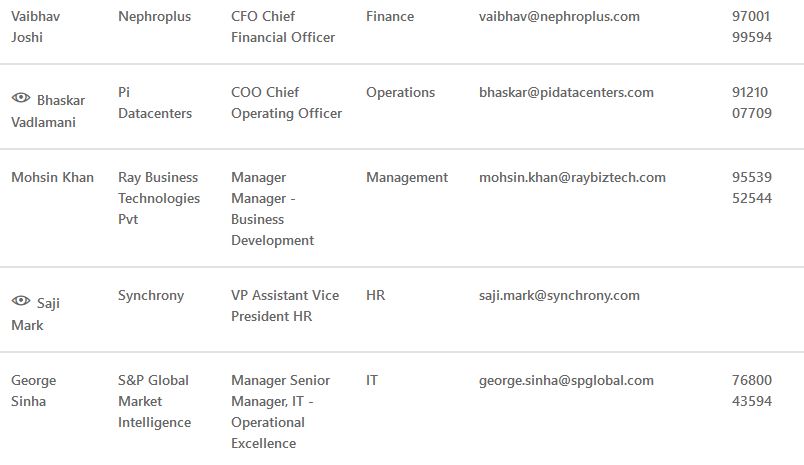 Vaibhav Nephroplus CFO Chief Finance vaibhav@nephroplus.com 97001
Joshi Financial Officer 99594
Bhaskar Pi COO Chief Operations bhaskar@pidatacenters.com 91210
Vadlamani Datacenters Operating Officer 07709
Mohsin Khan Ray Business Manager Management mohsin.khan@raybiztech.com 95539
Technologies Manager - 52544
Pvt Business
Development
Saji Synchrony VP Assistant Vice HR saji.mark@synchrony.com
Mark President HR
George S&P Global Manager Senior IT george.sinha@spglobal.com 76800
Sinha Market Manager, IT - 43594
Intelligence Operational
Excellence